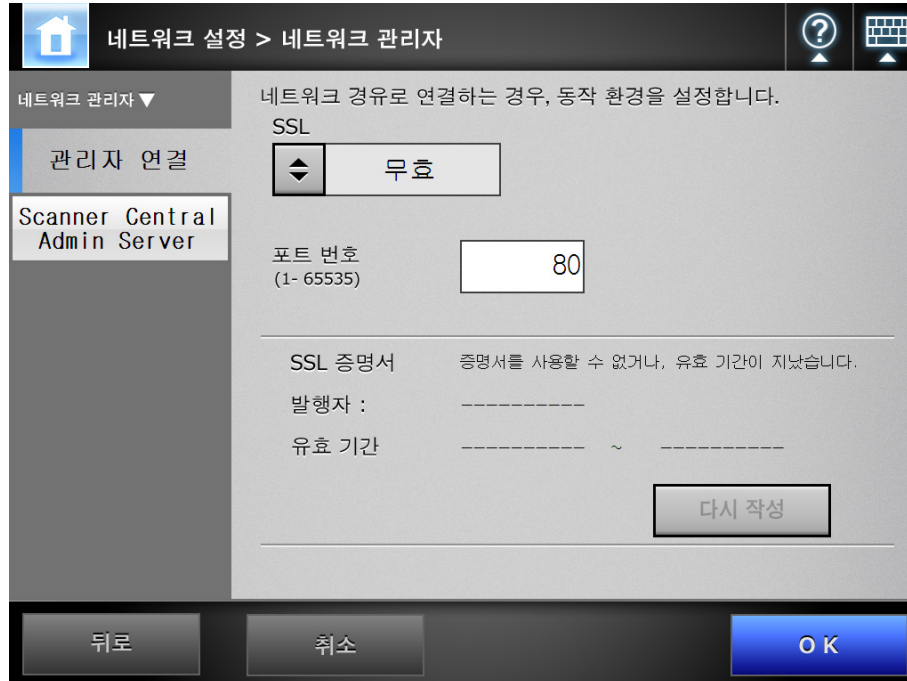 네트워크 설정 > 네트워크 관리자
?
네트워크 관리자 ▼
관리자 연결
Scanner Central
Admin Server
네트워크 경유로 연결하는 경우, 동작 환경을 설정합니다.
SSL
무효
포트 번호
(1- 65535)
80
SSL 증명서 증명서를 사용할 수 없거나, 유효 기간이 지났습니다.
발행자 : ----------
유효 기간 ---------- ~ ----------
다시 작성
뒤로
취소
OK